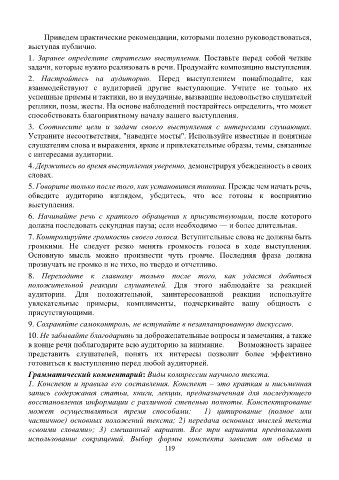 Приведем практические рекомендации, которыми полезно руководствоваться,
выступая публично.
1. Заранее определите стратегию выступления. Поставьте перед собой четкие
задачи, которые нужно реализовать в речи. Продумайте композицию выступления.
2. Настройтесь на аудиторию. Перед выступлением понаблюдайте, как
взаимодействуют с аудиторией другие выступающие. Учтите не только их
успешные приемы и тактики, но и неудачные, вызвавшие недовольство слушателей
реплики, позы, жесты. На основе наблюдений постарайтесь определить, что может
способствовать благоприятному началу вашего выступления.
3. Соотнесите цели и задачи своего выступления с интересами слушающих.
Устраните несоответствия, "наведите мосты". Используйте известные и понятные
слушателям слова и выражения, яркие и привлекательные образы, темы, связанные
с интересами аудитории.
4. Держитесь во время выступления уверенно, демонстрируя убежденность в своих
словах.
5. Говорите только после того, как установится тишина. Прежде чем начать речь,
обведите аудиторию взглядом, убедитесь, что все готовы к восприятию
выступления.
6. Начинайте речь с краткого обращения к присутствующим, после которого
должна последовать секундная пауза; если необходимо — и более длительная.
7. Контролируйте громкость своего голоса. Вступительные слова не должны быть
громкими. Не следует резко менять громкость голоса в ходе выступления.
Основную мысль можно произнести чуть громче. Последняя фраза должна
прозвучать не громко и не тихо, но твердо и отчетливо.
8. Переходите к главному только после того, как удастся добиться
положительной реакции слушателей. Для этого наблюдайте за реакцией
аудитории. Для положительной, заинтересованной реакции используйте
увлекательные примеры, комплименты, подчеркивайте вашу общность с
присутствующими.
9. Сохраняйте самоконтроль, не вступайте в незапланированную дискуссию.
10. Не забывайте благодарить за доброжелательные вопросы и замечания, а также
в конце речи поблагодарите всю аудиторию за внимание. Возможность заранее
представить слушателей, понять их интересы позволит более эффективно
готовиться к выступлению перед любой аудиторией.
Грамматический комментарий: Виды компрессии научного текста.
1. Конспект и правила его составления. Конспект – это краткая и письменная
запись содержания статьи, книги, лекции, предназначенная для последующего
восстановления информации с различной степенью полноты. Конспектирование
может осуществляться тремя способами: 1) цитирование (полное или
частичное) основных положений текста; 2) передача основных мыслей текста
«своими словами»; 3) смешанный вариант. Все три варианта предполагают
использование сокращений. Выбор формы конспекта зависит от объема и
119